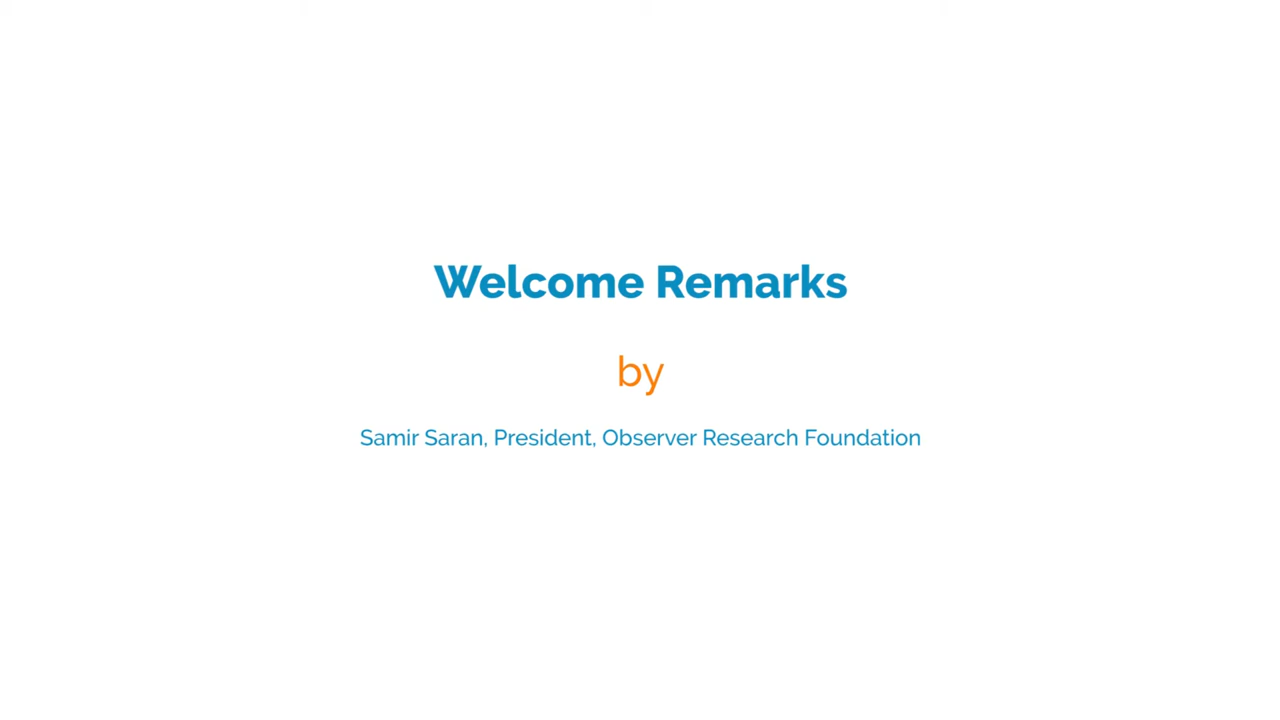 Welcome Remarks
by
Samir Saran, President, Observer Research Foundation